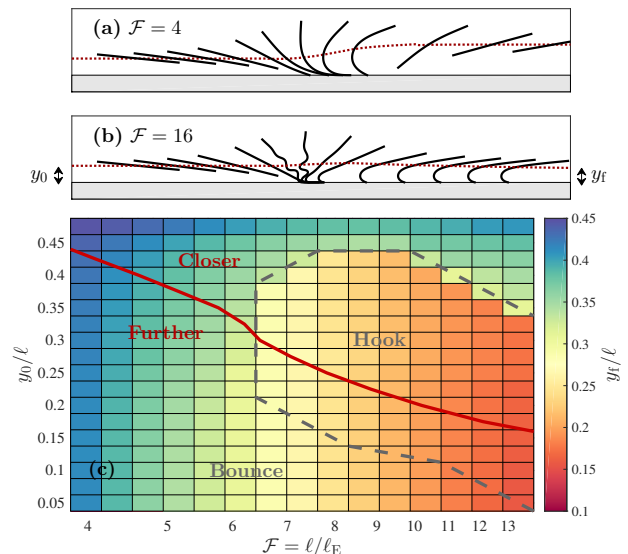 (a) ℱ = 4
(b) ℱ = 16
y₀
y_f
0.45
0.4
0.35
0.3
0.25
0.2
0.15
0.1
0.05
y₀/ℓ
Closer
Further
Hook
Bounce
(c)
4 5 6 7 8 9 10 11 12 13
ℱ = ℓ/ℓ_E
0.45
0.4
0.35
0.3
0.25
0.2
0.15
0.1
y_f/ℓ